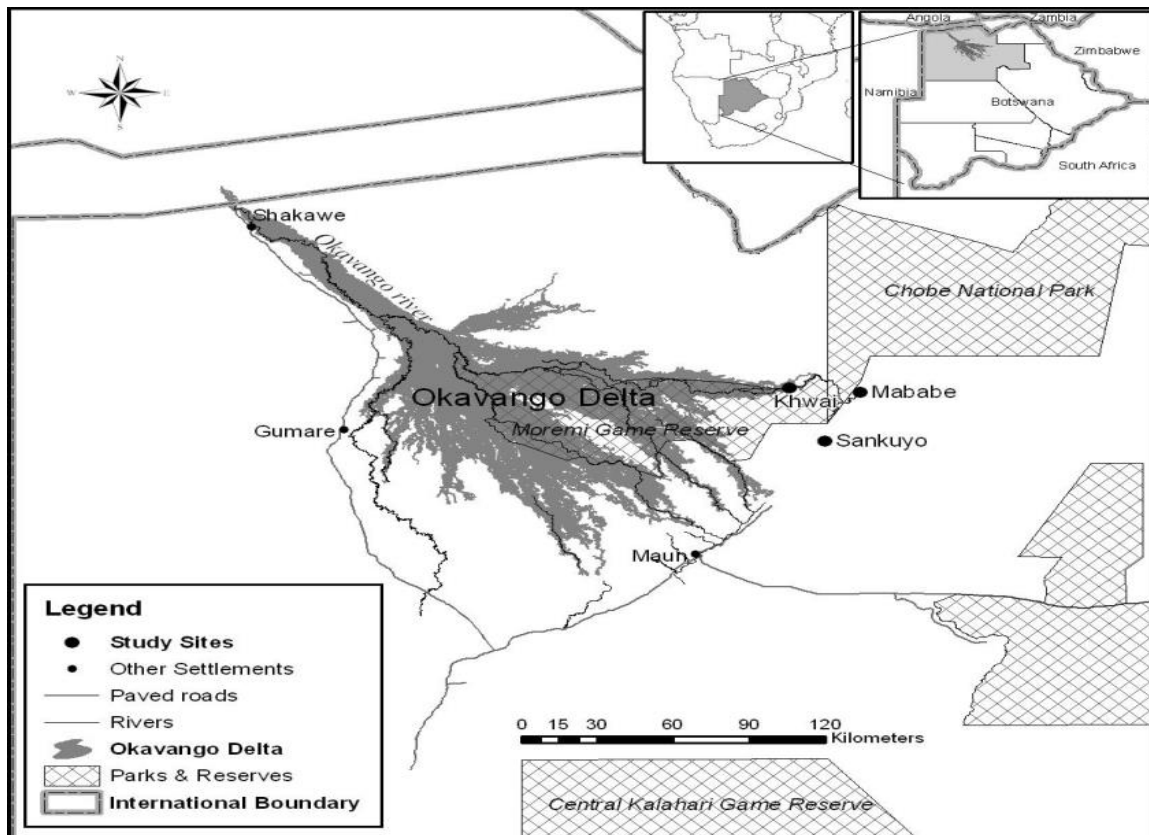 Angola
Zambia
Zimbabwe
Namibia
Botswana
South Africa
N
W
E
S
Shakawe
Okavango river
Chobe National Park
Okavango Delta
Khwai
Mababe
Moremi Game Reserve
Gumare
Sankuyo
Maun
Legend
Study Sites
Other Settlements
Paved roads
Rivers
Okavango Delta
Parks & Reserves
International Boundary
0 15 30 60 90 120
Kilometers
Central Kalahari Game Reserve